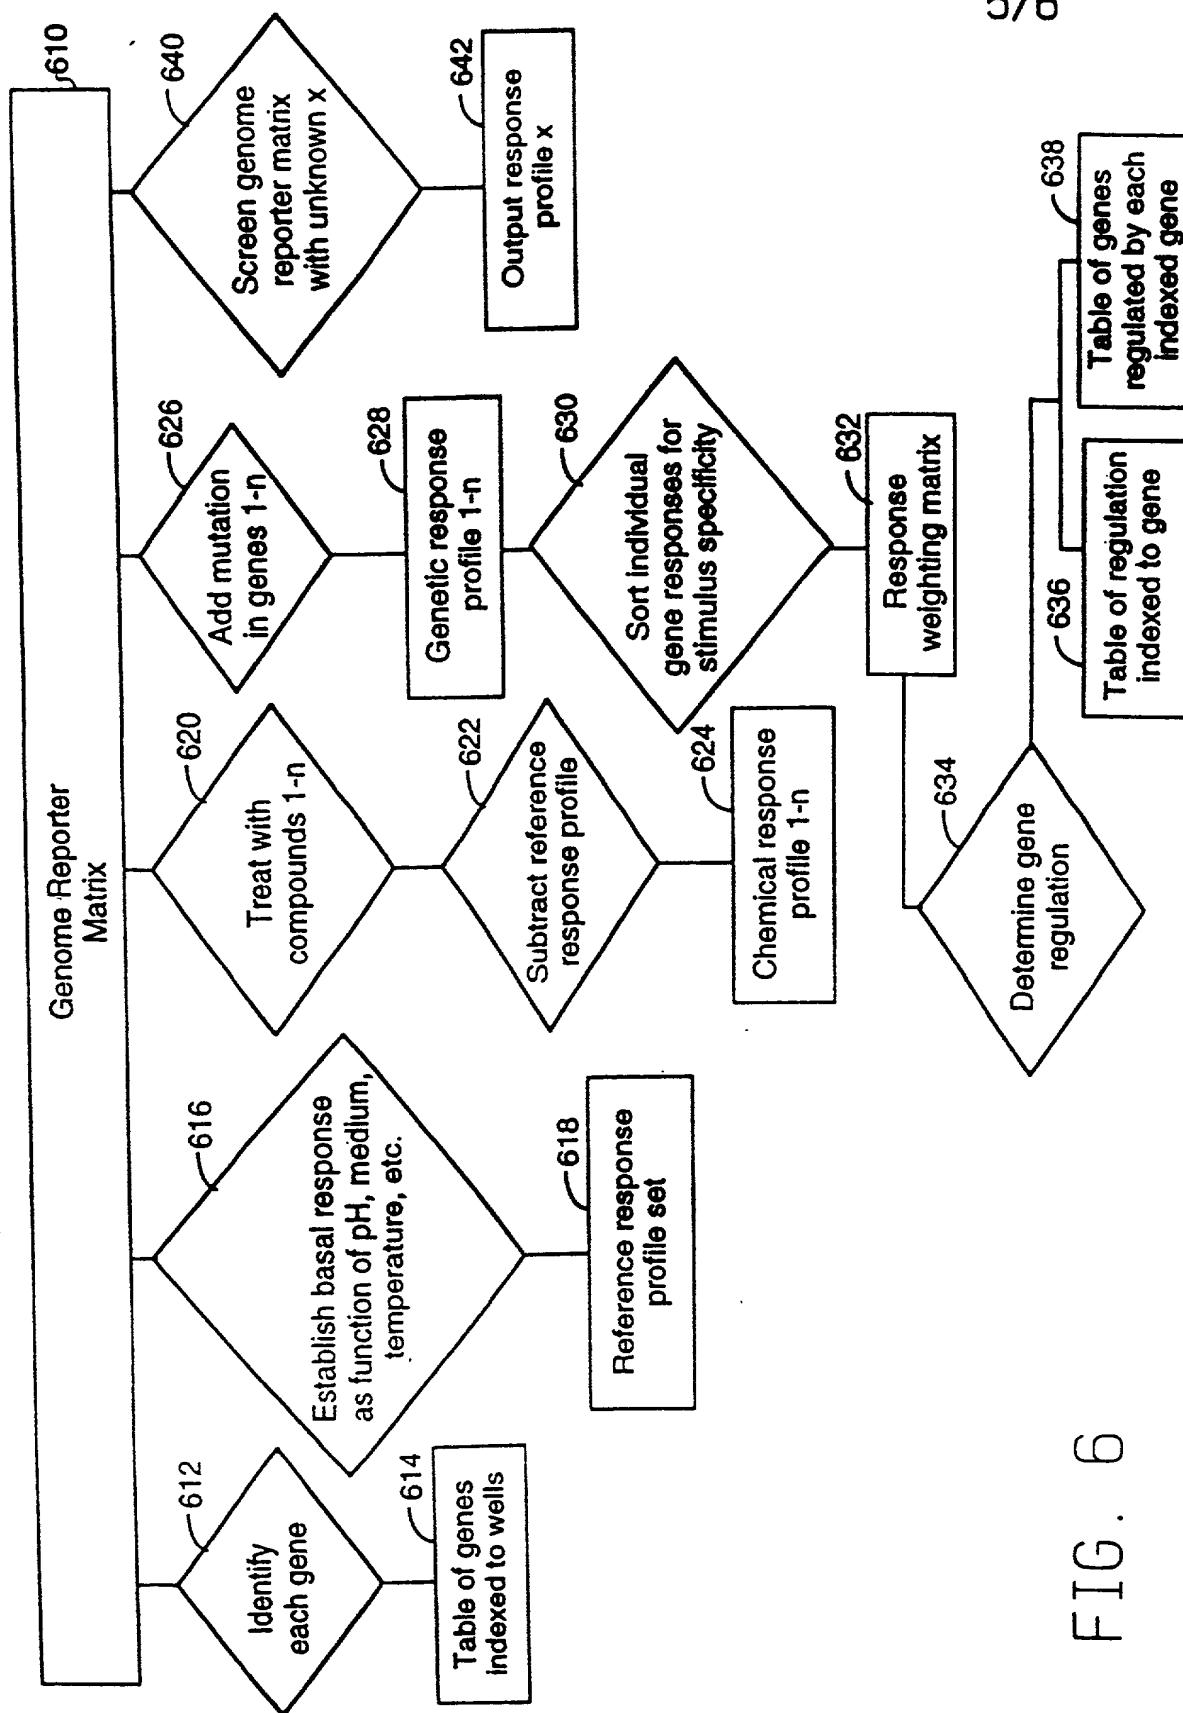 5/6
610
Genome Reporter
Matrix
612
Identify
each gene
614
Table of genes
indexed to wells
616
Establish basal response
as function of pH, medium,
temperature, etc.
618
Reference response
profile set
620
Treat with
compounds 1-n
622
Subtract reference
response profile
624
Chemical response
profile 1-n
626
Add mutation
in genes 1-n
628
Genetic response
profile 1-n
630
Sort individual
gene responses for
stimulus specificity
632
Response
weighting matrix
634
Determine gene
regulation
636
Table of regulation
indexed to gene
638
Table of genes
regulated by each
indexed gene
640
Screen genome
reporter matrix
with unknown x
642
Output response
profile x
FIG. 6